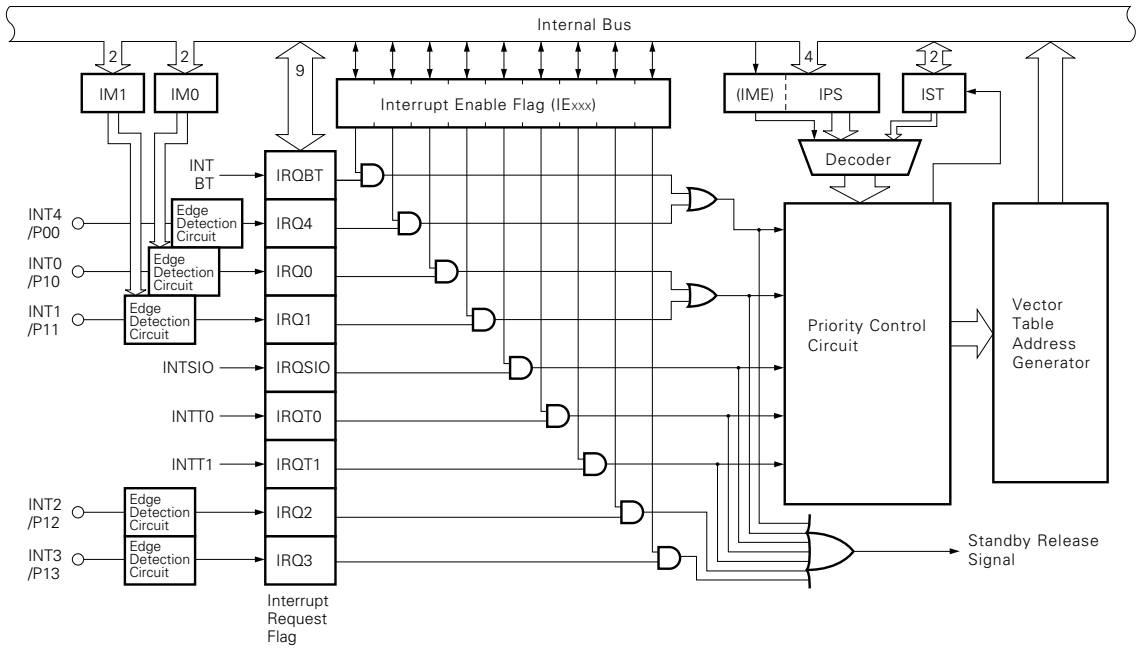 Internal Bus
2
2
9
4
2
IM1
IM0
Interrupt Enable Flag (IExxx)
(IME)
IPS
IST
Decoder
INT
BT
IRQBT
INT4
/P00
Edge
Detection
Circuit
IRQ4
INT0
/P10
Edge
Detection
Circuit
IRQ0
INT1
/P11
Edge
Detection
Circuit
IRQ1
INTSIO
IRQSIO
INTT0
IRQT0
INTT1
IRQT1
INT2
/P12
Edge
Detection
Circuit
IRQ2
INT3
/P13
Edge
Detection
Circuit
IRQ3
Interrupt
Request
Flag
Priority Control
Circuit
Vector
Table
Address
Generator
Standby Release
Signal